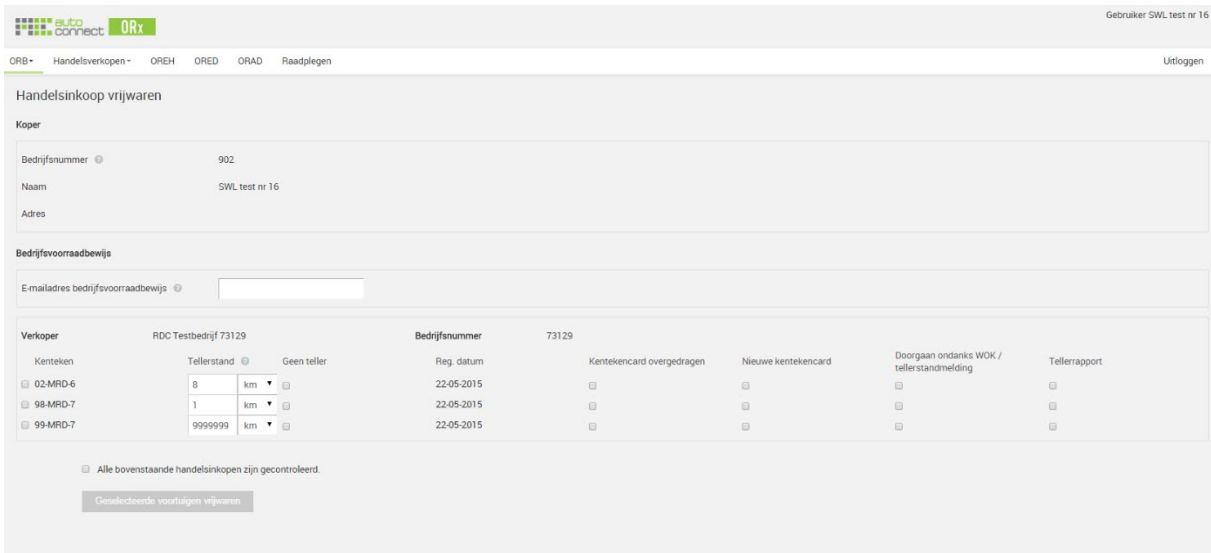 Gebruiker SWL test nr 16
auto connect ORx
ORB Handelsverkopen OREH ORED ORAD Raadplegen Uitloggen
Handelsinkoop vrijwaren
Koper
Bedrijfsnummer ? 902
Naam SWL test nr 16
Adres
Bedrijfsvoorraadbewijs
E-mailadres bedrijfsvoorraadbewijs ?
Verkoper RDC Testbedrijf 73129 Bedrijfsnummer 73129
Kenteken Tellerstand ? Geen teller Reg. datum Kentekencard overgedragen Nieuwe kentekencard Doorgaan ondanks WOK / tellerstandmelding Tellerrapport
02-MRD-6 8 km 22-05-2015
98-MRD-7 1 km 22-05-2015
99-MRD-7 9999999 km 22-05-2015
Alle bovenstaande handelsinkopen zijn gecontroleerd.
Geselecteerde voertuigen vrijwaren